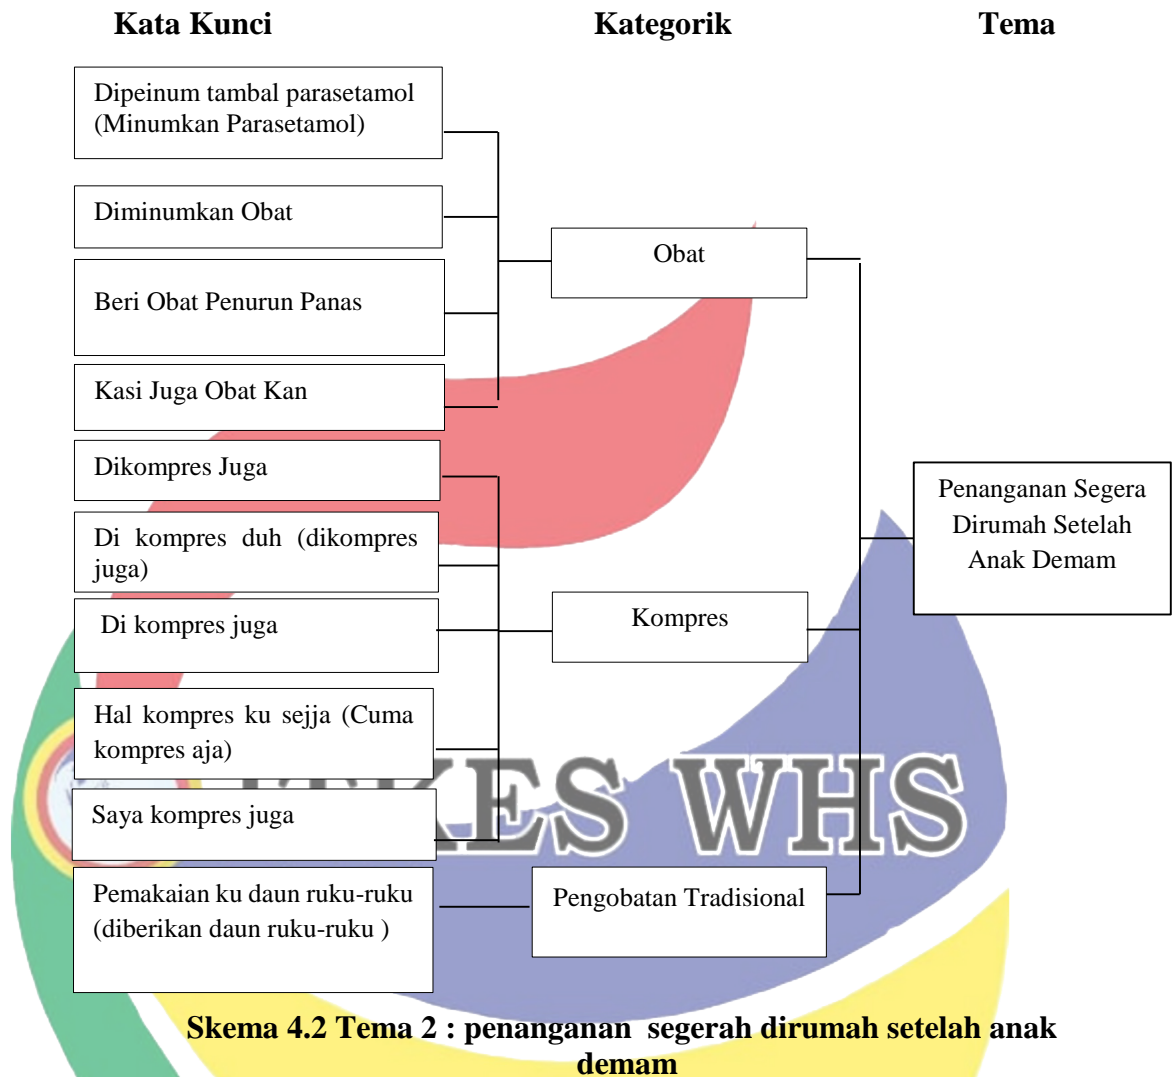 Kata Kunci Kategorik Tema
Dipeinum tambal parasetamol
(Minumkan Parasetamol)
Diminumkan Obat
Beri Obat Penurun Panas
Kasi Juga Obat Kan
Dikompres Juga
Di kompres duh (dikompres
juga)
Di kompres juga
Hal kompres ku sejja (Cuma
kompres aja)
Saya kompres juga
Pemakaian ku daun ruku-ruku
(diberikan daun ruku-ruku )
Obat
Kompres
Pengobatan Tradisional
Penanganan Segera
Dirumah Setelah
Anak Demam
KES WHS
Skema 4.2 Tema 2 : penanganan segerah dirumah setelah anak
demam